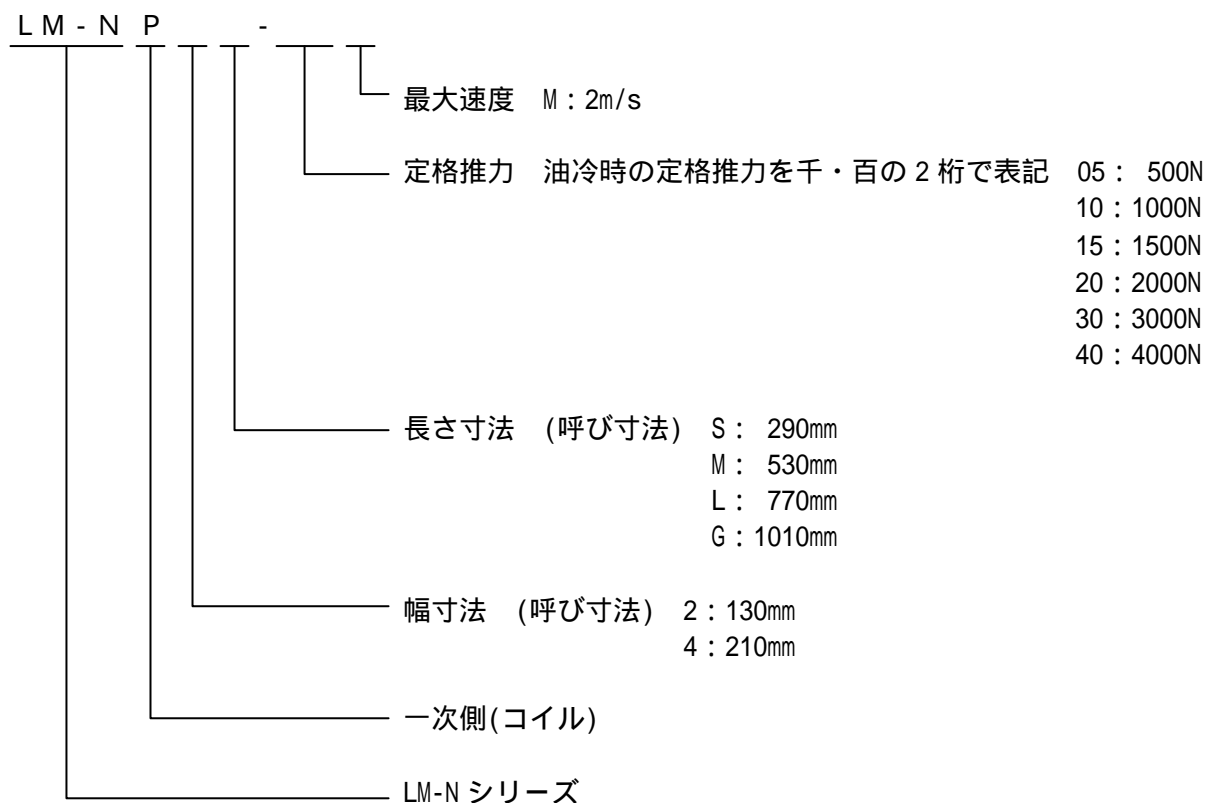 LM-NP -
最大速度 M:2m/s
定格推力 油冷時の定格推力を千・百の2桁で表記 05: 500N
10:1000N
15:1500N
20:2000N
30:3000N
40:4000N
長さ寸法 (呼び寸法) S: 290mm
M: 530mm
L: 770mm
G:1010mm
幅寸法 (呼び寸法) 2:130mm
4:210mm
一次側(コイル)
LM-Nシリーズ